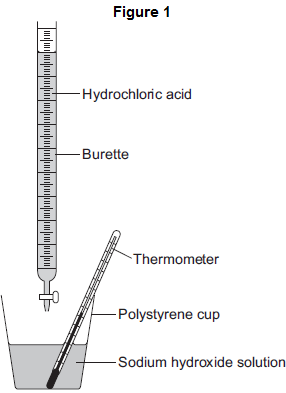 Figure 1
Hydrochloric acid
Burette
Thermometer
Polystyrene cup
Sodium hydroxide solution